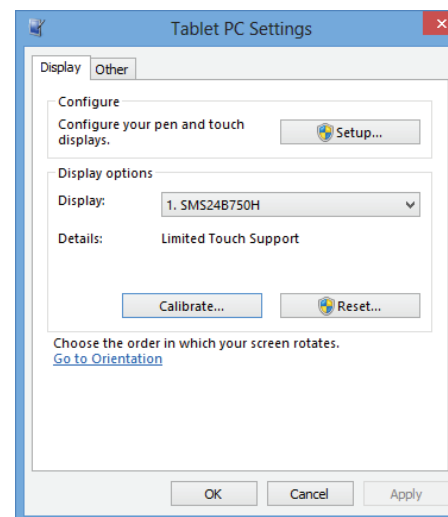 Tablet PC Settings
Display Other
Configure
Configure your pen and touch
displays.
Setup...
Display options
Display: 1. SMS24B750H
Details: Limited Touch Support
Calibrate... Reset...
Choose the order in which your screen rotates.
Go to Orientation
OK Cancel Apply